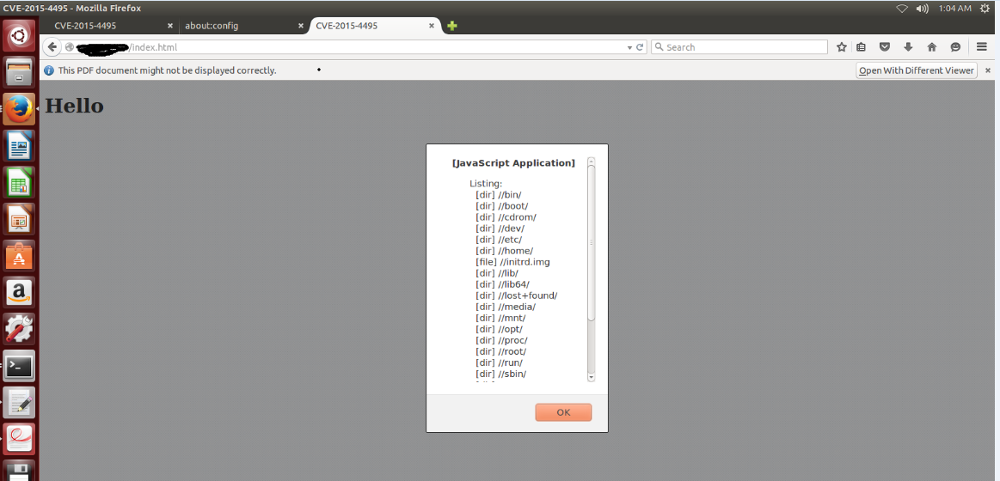 CVE-2015-4495 - Mozilla Firefox
1:04 AM
CVE-2015-4495
about:config
CVE-2015-4495
/index.html
Search
This PDF document might not be displayed correctly.
Open With Different Viewer
Hello
[JavaScript Application]
Listing:
[dir] //bin/
[dir] //boot/
[dir] //cdrom/
[dir] //dev/
[dir] //etc/
[dir] //home/
[file] //initrd.img
[dir] //lib/
[dir] //lib64/
[dir] //lost+found/
[dir] //media/
[dir] //mnt/
[dir] //opt/
[dir] //proc/
[dir] //root/
[dir] //run/
[dir] //sbin/
OK